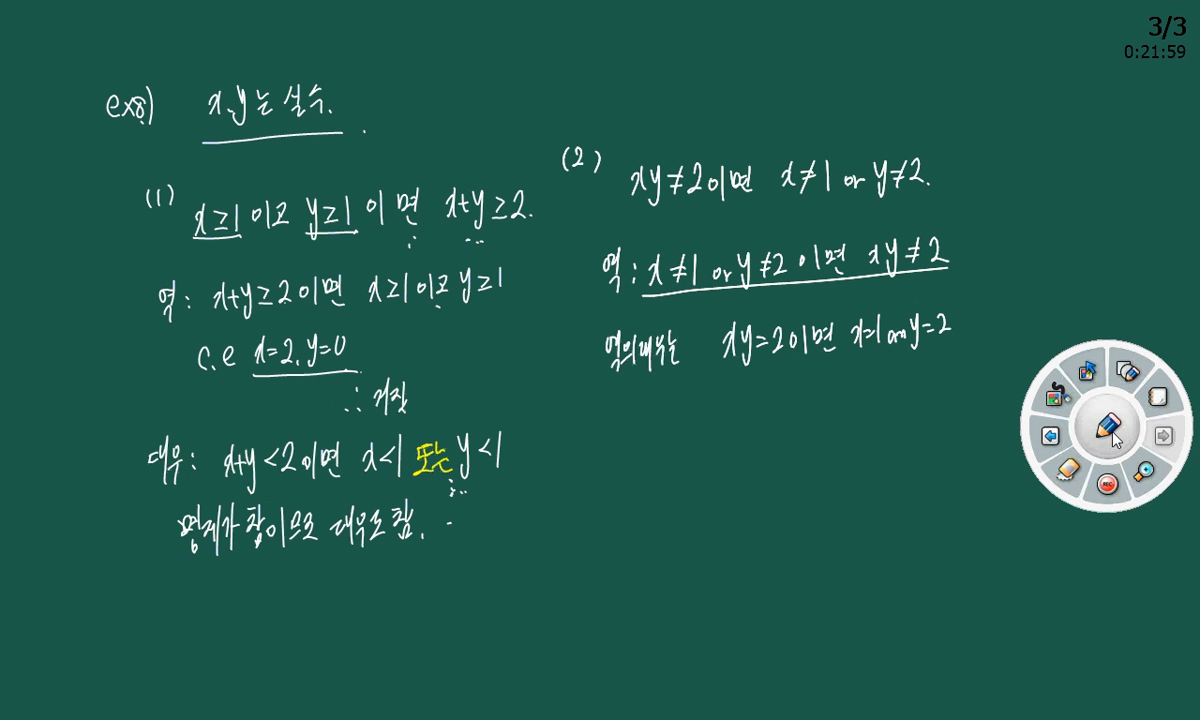 3/3
0:21:59
ex8) x, y는 실수.
(1) x≥1 이고 y≥1 이면 x+y≥2.
역: x+y≥2이면 x≥1이고 y≥1
c.e x=2, y=0
∴ 거짓
대우: x+y<2이면 x<1 또는 y<1
명제가 참이므로 대우도 참.
(2) xy≠2이면 x≠1 or y≠2.
역: x≠1 or y≠2 이면 xy≠2
역의대우는 xy=2이면 x=1 y=2
REC